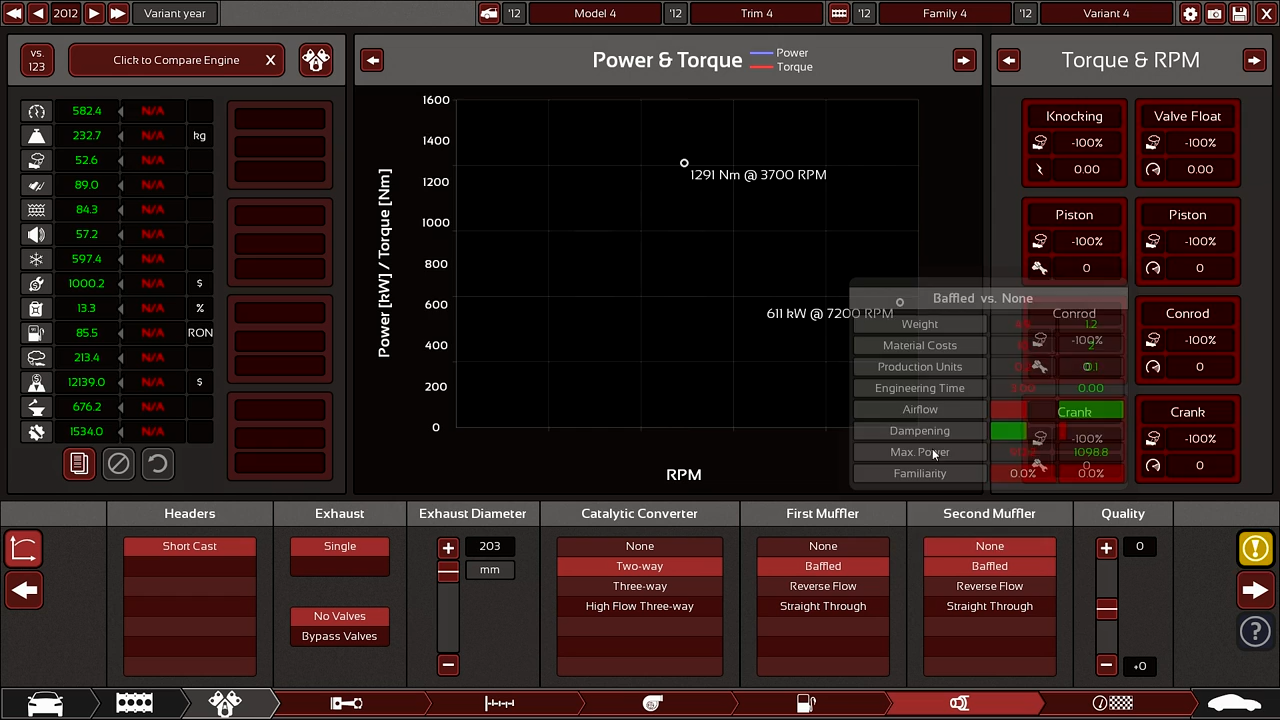 2012
Variant year
'12
Model 4
'12
Trim 4
'12
Family 4
'12
Variant 4
vs.
123
Click to Compare Engine
X
582.4
N/A
232.7
N/A
kg
52.6
N/A
89.0
N/A
84.3
N/A
57.2
N/A
597.4
N/A
1000.2
N/A
$
13.3
N/A
%
85.5
N/A
RON
213.4
N/A
12139.0
N/A
$
676.2
N/A
1534.0
N/A
Power & Torque
Power
Torque
Power [kW] / Torque [Nm]
1600
1400
1200
1000
800
600
400
200
0
1291 Nm @ 3700 RPM
611 kW @ 7200 RPM
RPM
Torque & RPM
Knocking
-100%
0.00
Valve Float
-100%
0.00
Piston
-100%
0
Piston
-100%
0
Conrod
-100%
0
Conrod
-100%
0
Crank
-100%
0
Crank
-100%
0
Baffled vs. None
Weight
1.2
Material Costs
Production Units
Engineering Time
0.00
Airflow
Dampening
Max. Power
1098.8
Familiarity
0.0%
0.0%
Headers
Short Cast
Exhaust
Single
No Valves
Bypass Valves
Exhaust Diameter
203
mm
Catalytic Converter
None
Two-way
Three-way
High Flow Three-way
First Muffler
None
Baffled
Reverse Flow
Straight Through
Second Muffler
None
Baffled
Reverse Flow
Straight Through
Quality
0
+0